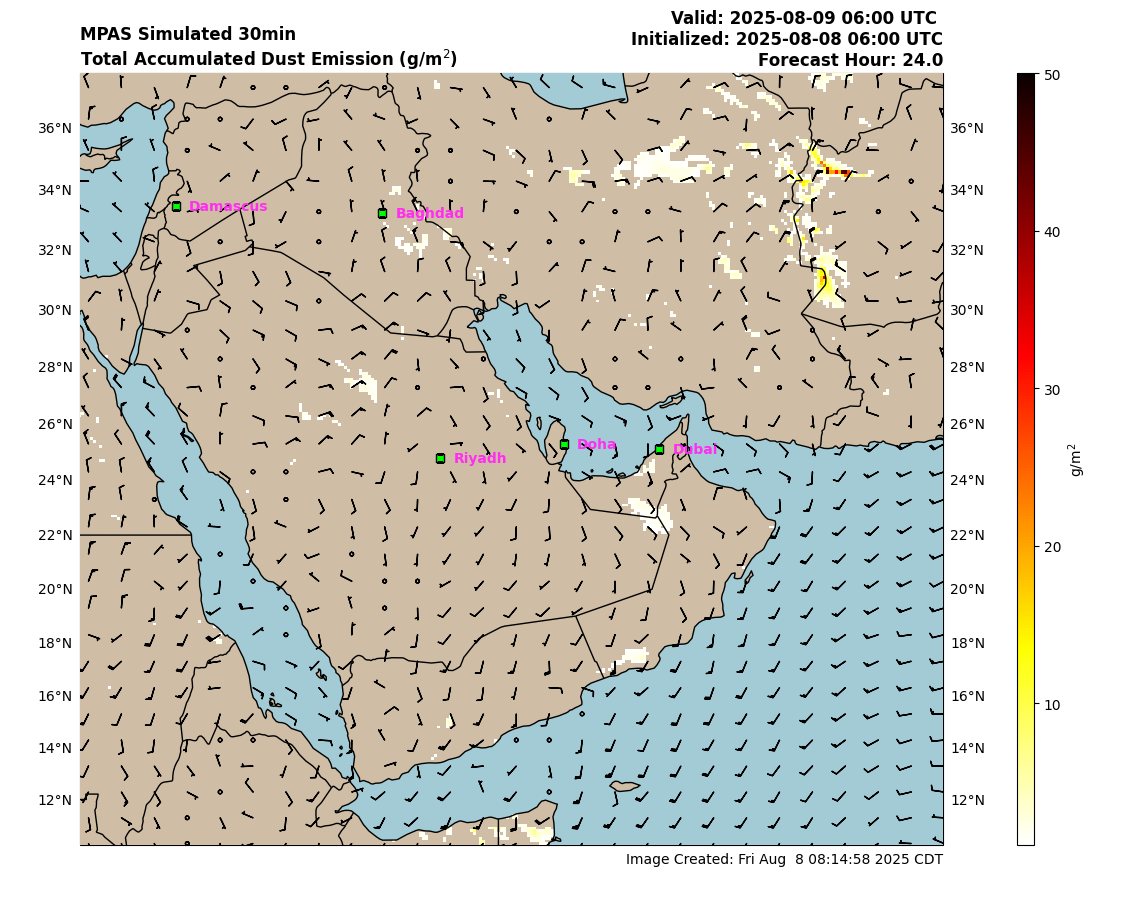 MPAS Simulated 30min
Total Accumulated Dust Emission (g/m²)
Valid: 2025-08-09 06:00 UTC
Initialized: 2025-08-08 06:00 UTC
Forecast Hour: 24.0
36°N
34°N
32°N
30°N
28°N
26°N
24°N
22°N
20°N
18°N
16°N
14°N
12°N
Damascus
Baghdad
Riyadh
Doha
Dubai
36°N
34°N
32°N
30°N
28°N
26°N
24°N
22°N
20°N
18°N
16°N
14°N
12°N
50
40
30
20
10
g/m²
Image Created: Fri Aug  8 08:14:58 2025 CDT